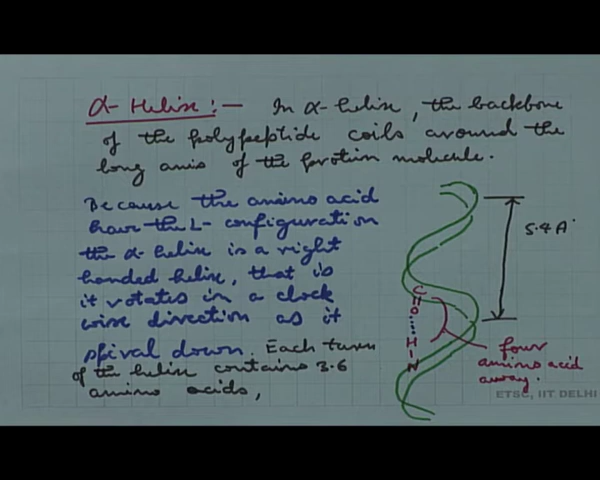 α- Helix :— In α-helix, the backbone
of the polypeptide coils around the
long axis of the protein molecule.
Because the amino acid
have the L- configuration
the α-helix is a right
handed helix, that is
it rotates in a clock
wise direction as it
spiral down. Each turn
of the helix contains 3.6
amino acids,
5.4 A°
C
O
H
N
four
amino acid
away.
ETSC, IIT DELHI